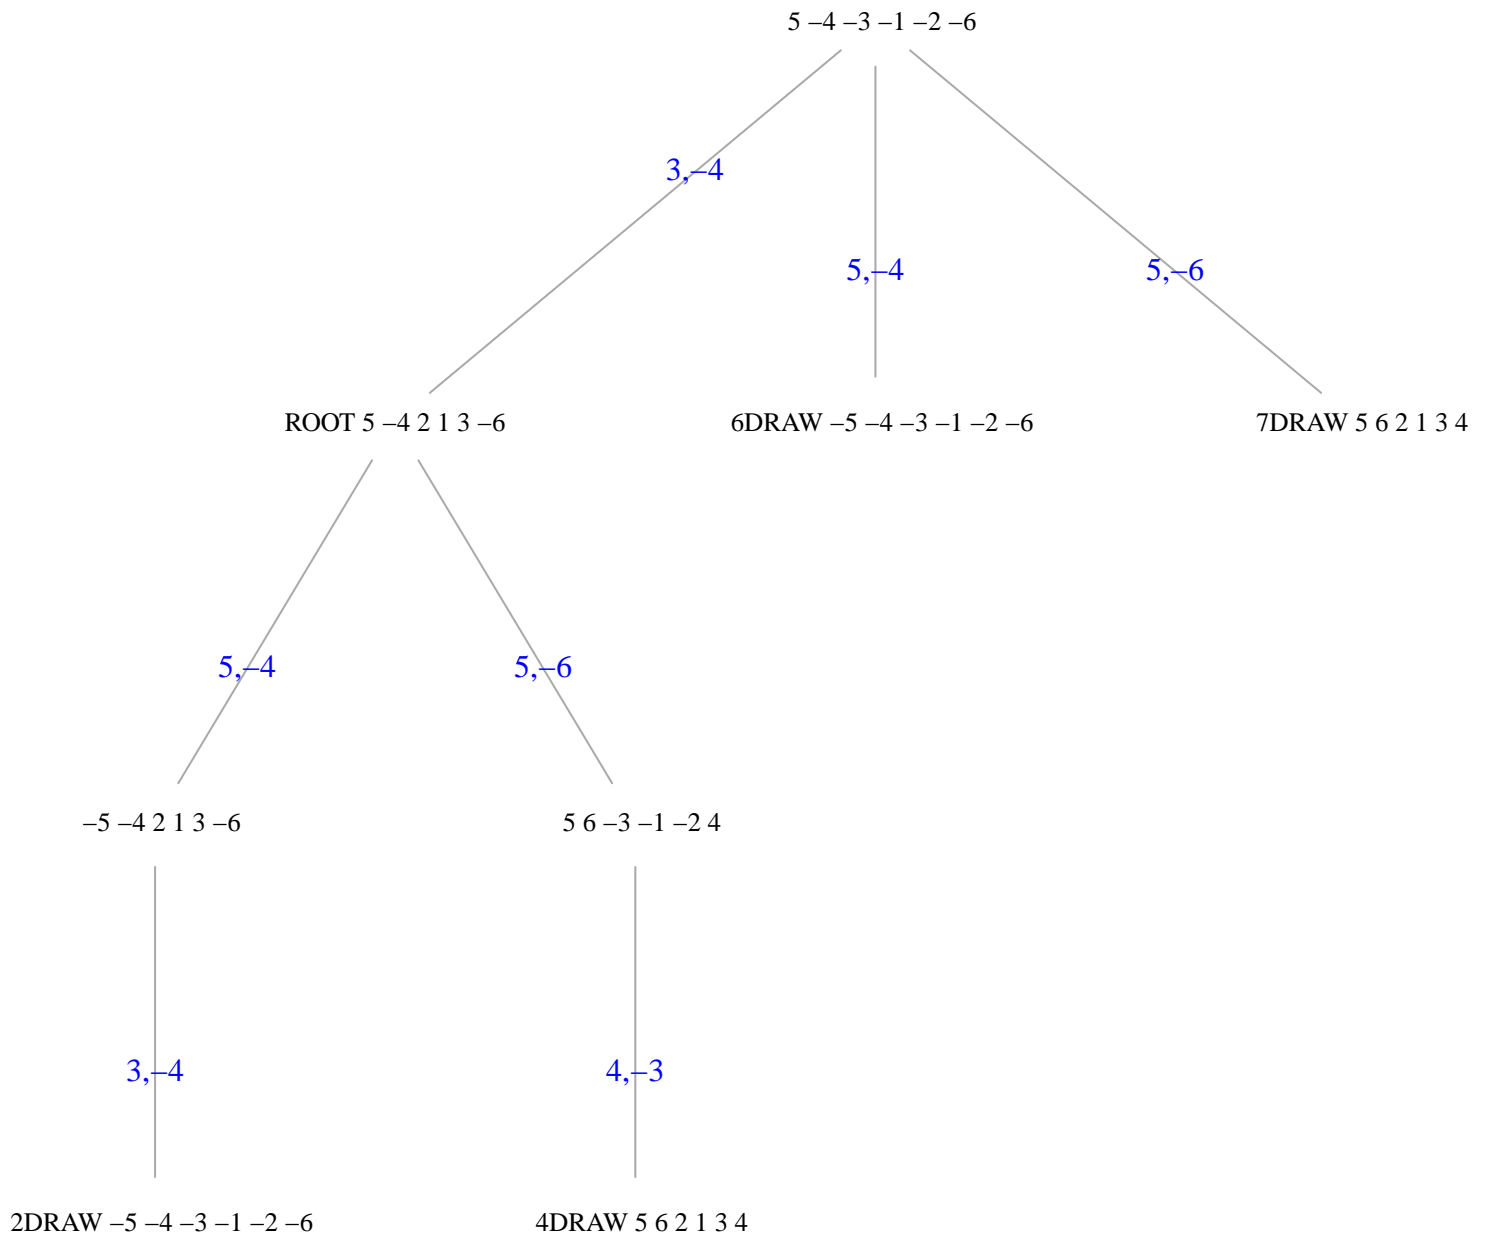 5 –4 –3 –1 –2 –6
3,–4
5,–4
5,–6
ROOT 5 –4 2 1 3 –6
6DRAW –5 –4 –3 –1 –2 –6
7DRAW 5 6 2 1 3 4
5,–4
5,–6
–5 –4 2 1 3 –6
5 6 –3 –1 –2 4
3,–4
4,–3
2DRAW –5 –4 –3 –1 –2 –6
4DRAW 5 6 2 1 3 4